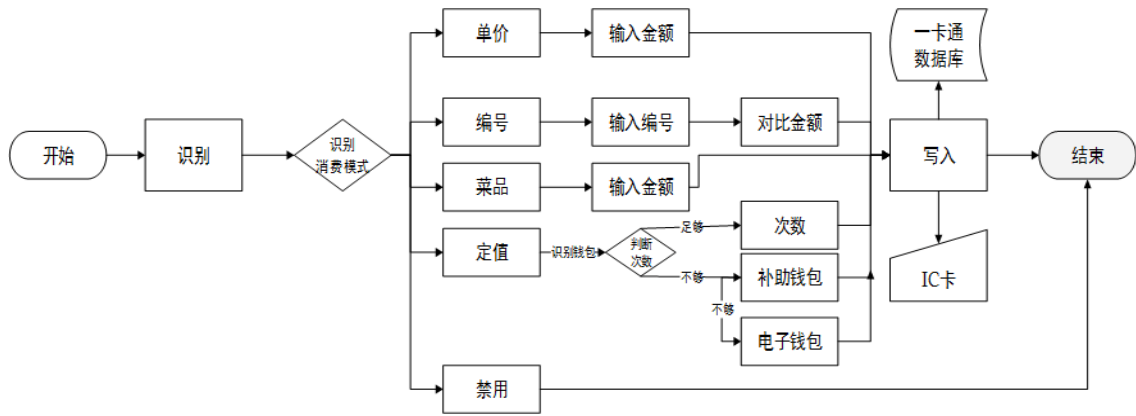 单价
输入金额
一卡通
数据库
开始
识别
识别
消费模式
编号
输入编号
对比金额
写入
结束
菜品
输入金额
定值
识别钱包
判断
次数
足够
次数
不够
补助钱包
IC卡
不够
电子钱包
禁用